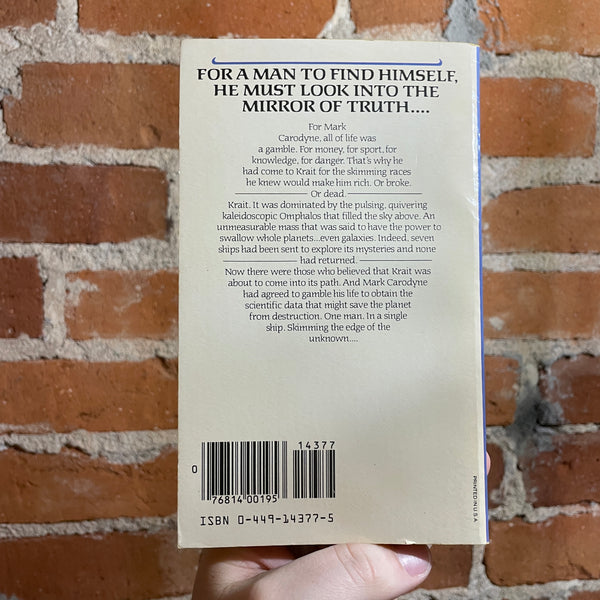 FOR A MAN TO FIND HIMSELF,
HE MUST LOOK INTO THE
MIRROR OF TRUTH....
For Mark
Carodyne, all of life was
a gamble. For money, for sport, for
knowledge, for danger. That's why he
had come to Krait for the skimming races
he knew would make him rich. Or broke.
Or dead.
Krait. It was dominated by the pulsing, quivering
kaleidoscopic Omphalos that filled the sky above. An
unmeasurable mass that was said to have the power to
swallow whole planets...even galaxies. Indeed, seven
ships had been sent to explore its mysteries and none
had returned.
Now there were those who believed that Krait was
about to come into its path. And Mark Carodyne
had agreed to gamble his life to obtain the
scientific data that might save the planet
from destruction. One man. In a single
ship. Skimming the edge of the
unknown....
14377
0
76814 00195
ISBN 0-449-14377-5
PRINTED IN U.S.A.